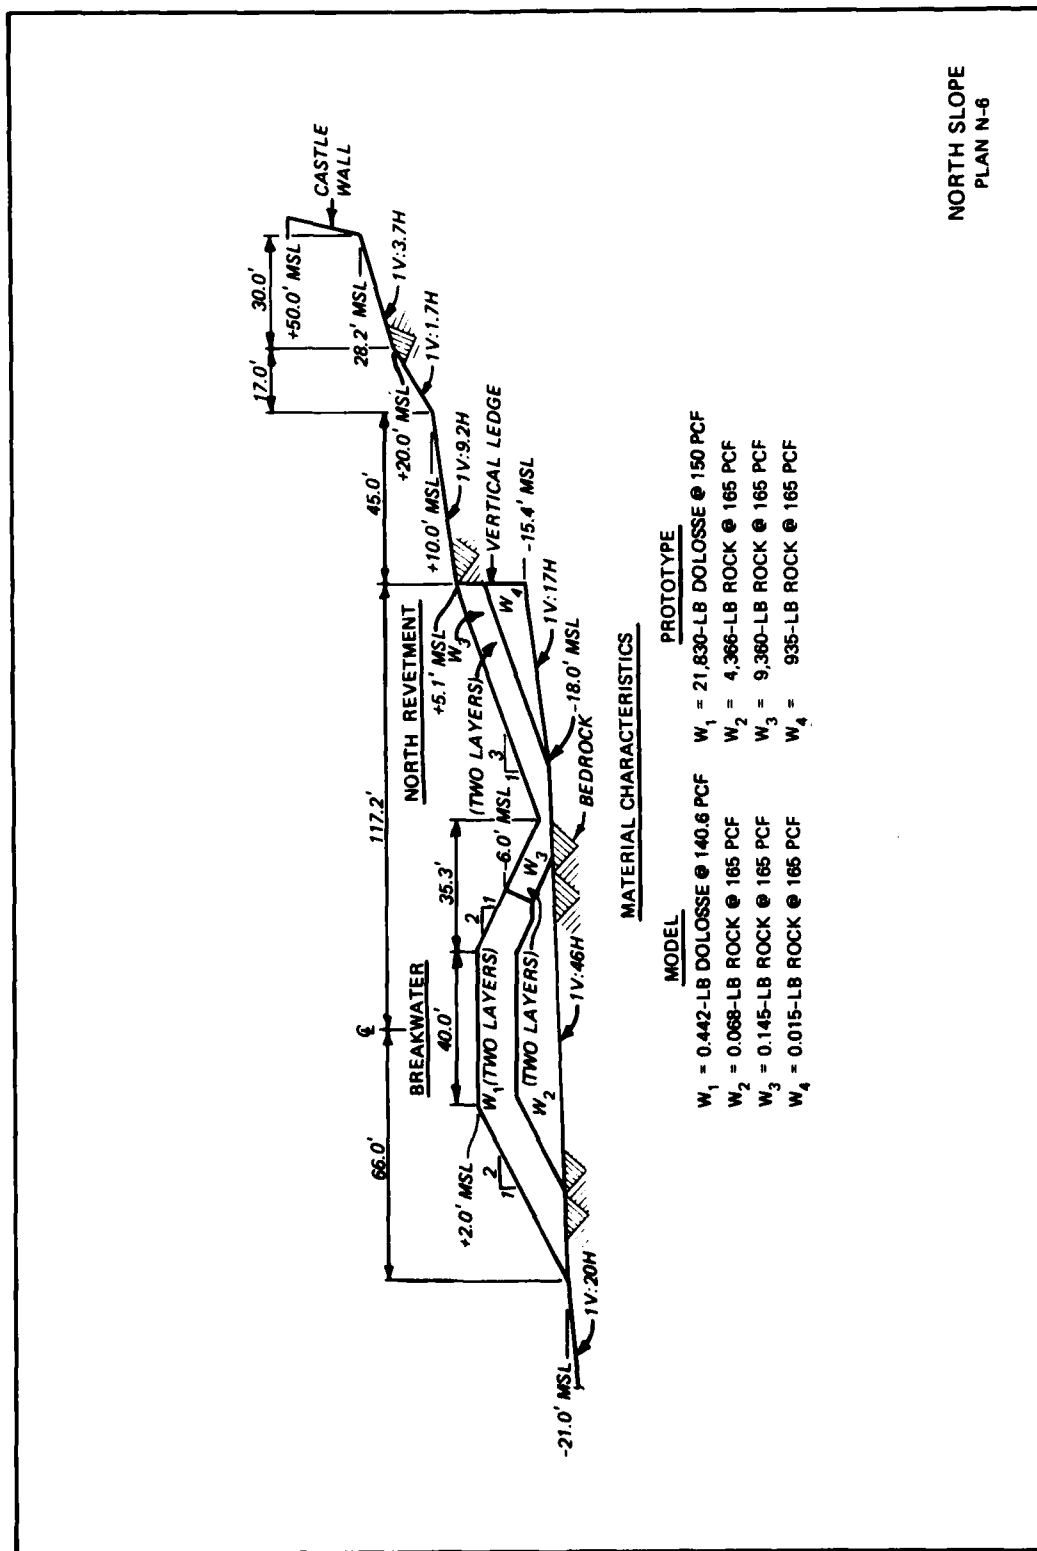 30.0'
17.0'
45.0'
117.2'
66.0'
35.3'
40.0'
℄
CASTLE
WALL
+50.0' MSL
28.2' MSL
1V:3.7H
+20.0' MSL
1V:1.7H
+10.0' MSL
1V:9.2H
VERTICAL LEDGE
-15.4' MSL
NORTH REVETMENT
+5.1' MSL
W3
(TWO LAYERS)
W4
1V:17H
-18.0' MSL
1
3
BEDROCK
BREAKWATER
-6.0' MSL
W3
2
1
W1(TWO LAYERS)
W2
(TWO LAYERS)
1V:46H
+2.0' MSL
2
1
-21.0' MSL
1V:20H
MATERIAL CHARACTERISTICS
MODEL
W1 = 0.442-LB DOLOSSE @ 140.6 PCF
W2 = 0.068-LB ROCK @ 165 PCF
W3 = 0.145-LB ROCK @ 165 PCF
W4 = 0.015-LB ROCK @ 165 PCF
PROTOTYPE
W1 = 21,830-LB DOLOSSE @ 150 PCF
W2 = 4,366-LB ROCK @ 165 PCF
W3 = 9,360-LB ROCK @ 165 PCF
W4 = 935-LB ROCK @ 165 PCF
NORTH SLOPE
PLAN N-6